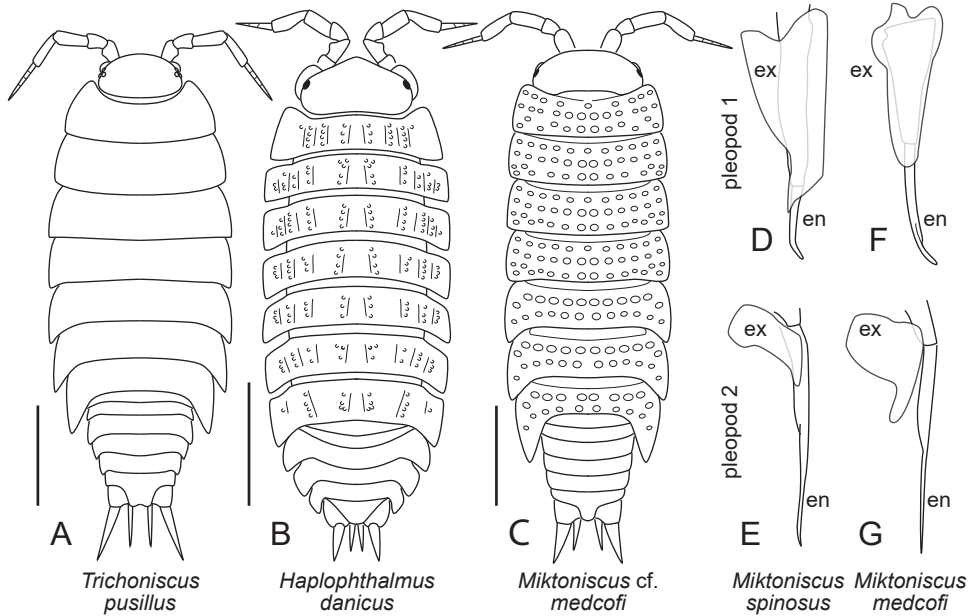 ex
en
D
pleopod 1
ex
en
F
ex
en
E
pleopod 2
ex
en
G
A
B
C
Trichoniscus
pusillus
Haplophthalmus
danicus
Miktoniscus cf.
medcofi
Miktoniscus
spinosus
Miktoniscus
medcofi